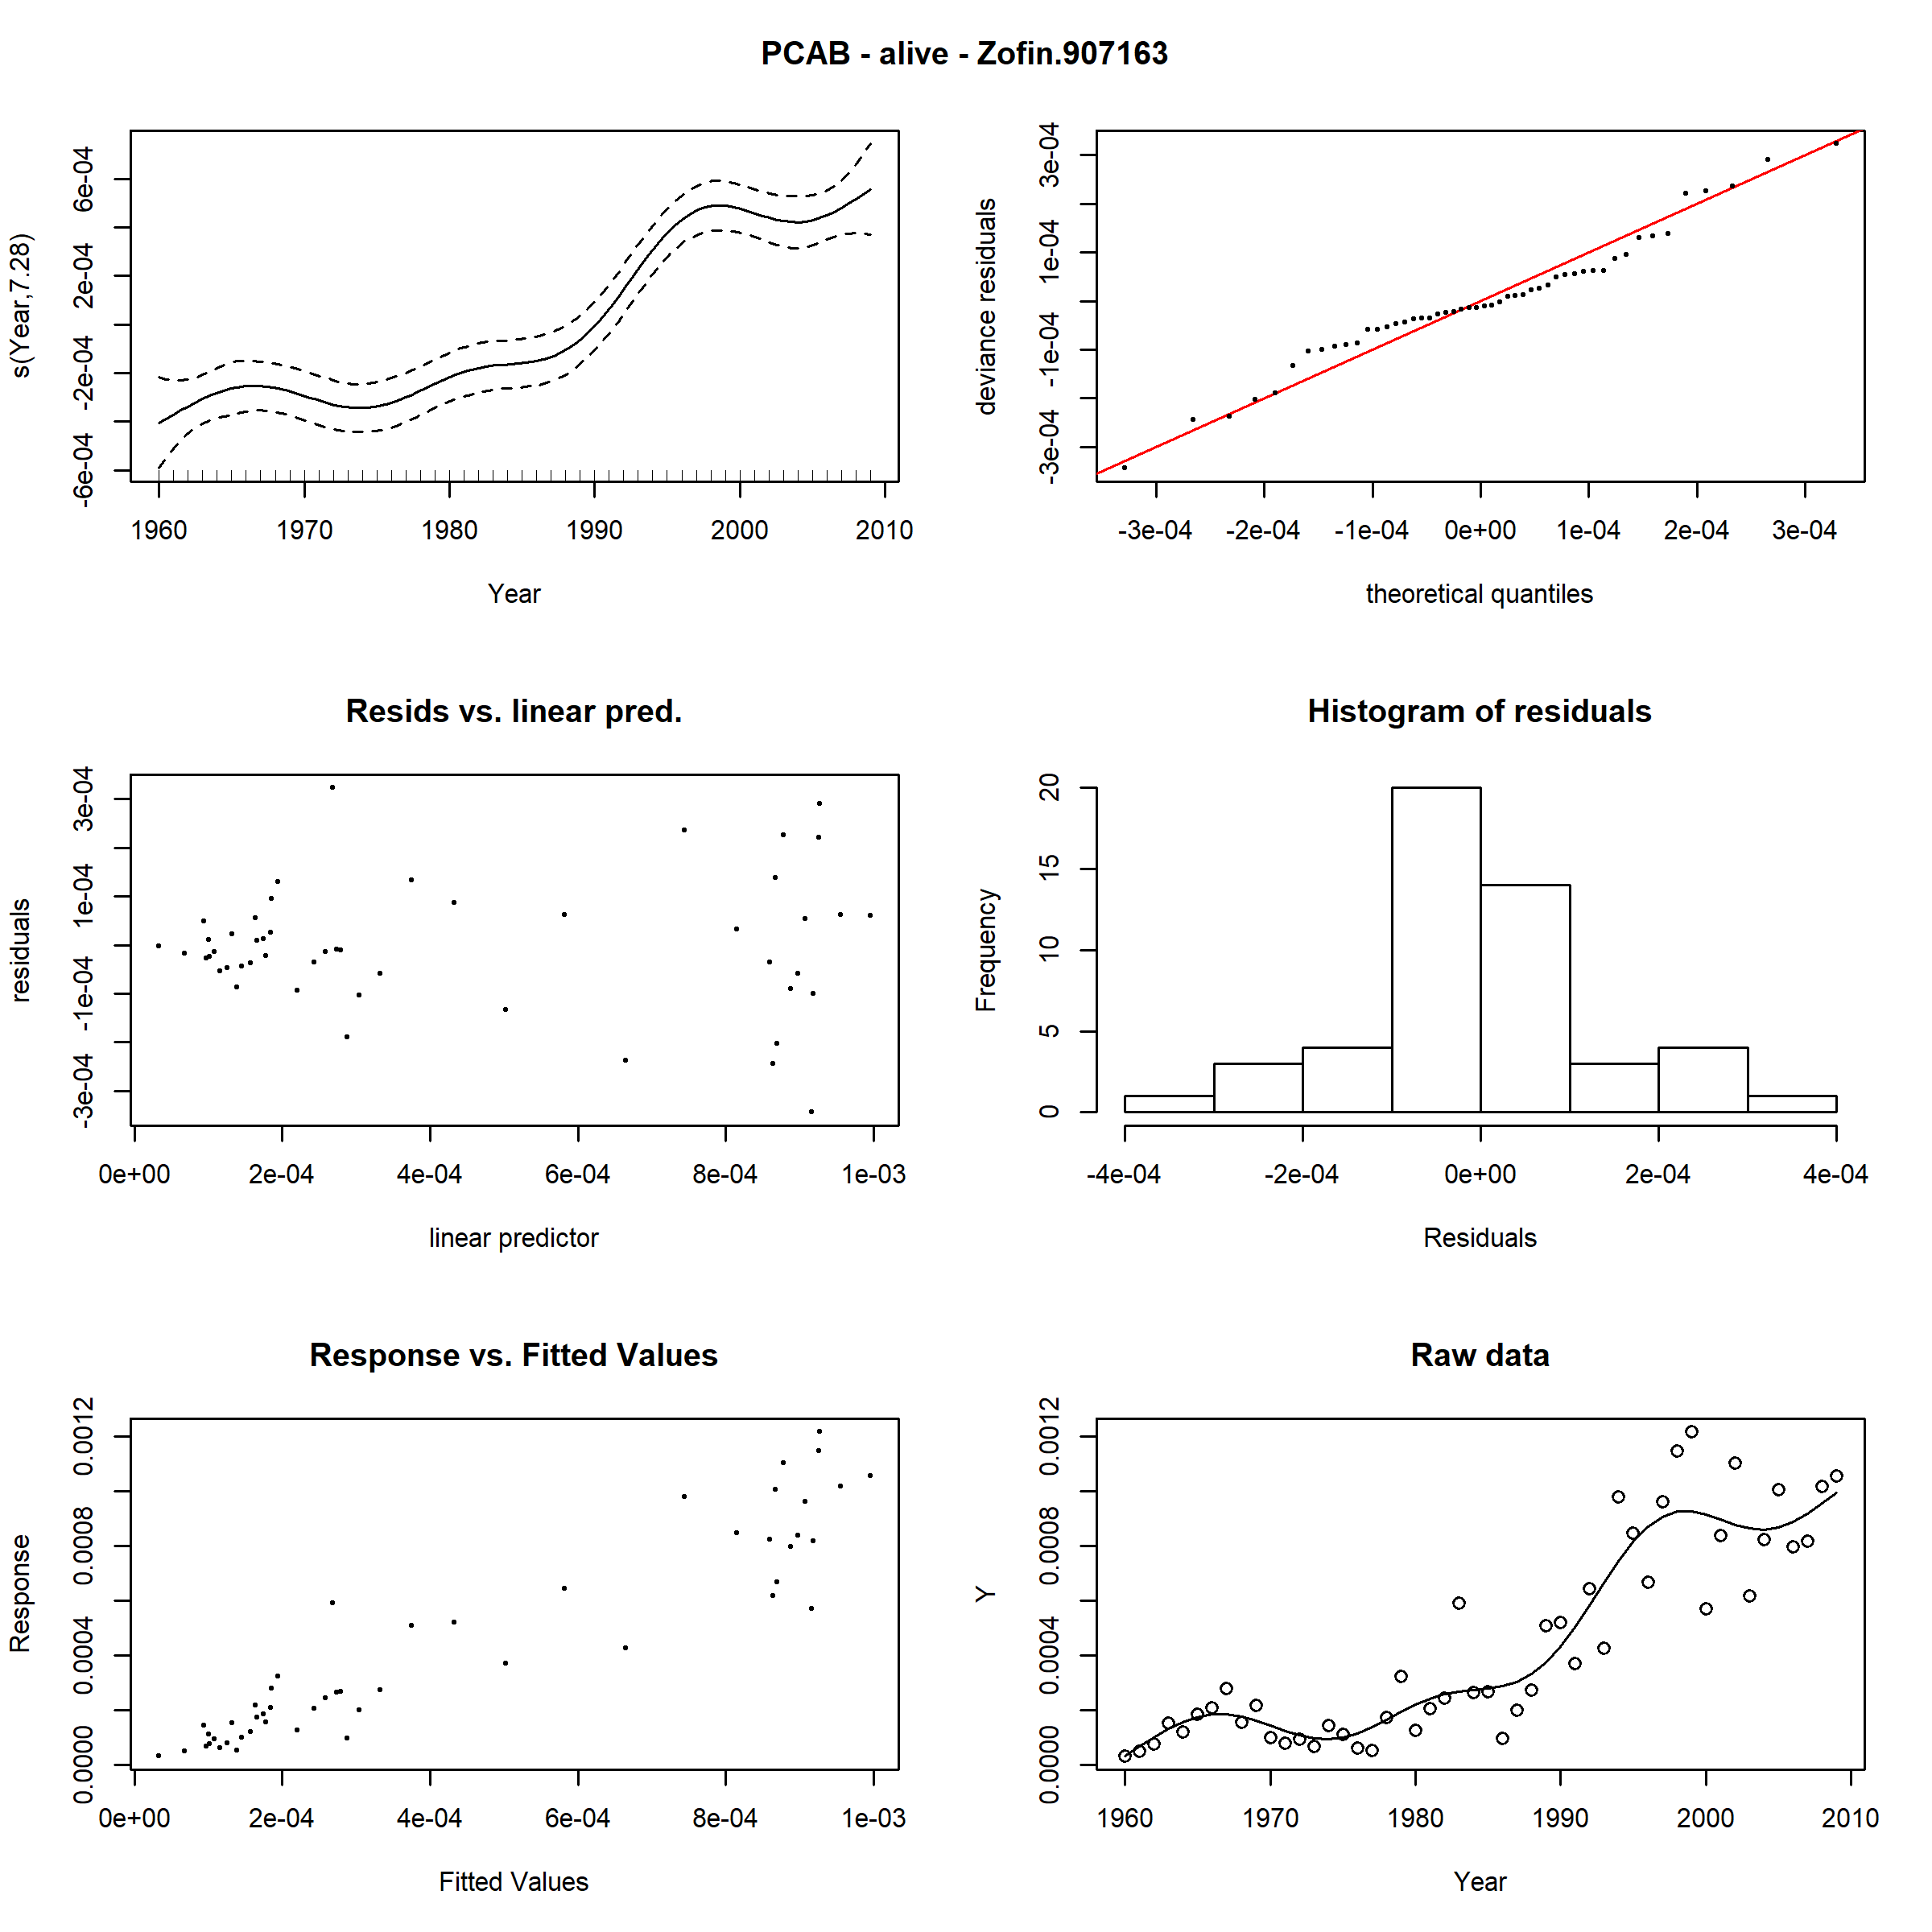 PCAB - alive - Zofin.907163
s(Year,7.28)
-6e-04 -2e-04 2e-04 6e-04
1960 1970 1980 1990 2000 2010
Year
deviance residuals
-3e-04 -1e-04 1e-04 3e-04
-3e-04 -2e-04 -1e-04 0e+00 1e-04 2e-04 3e-04
theoretical quantiles
Resids vs. linear pred.
residuals
-3e-04 -1e-04 1e-04 3e-04
0e+00 2e-04 4e-04 6e-04 8e-04 1e-03
linear predictor
Histogram of residuals
Frequency
0 5 10 15 20
-4e-04 -2e-04 0e+00 2e-04 4e-04
Residuals
Response vs. Fitted Values
Response
0.0000 0.0004 0.0008 0.0012
0e+00 2e-04 4e-04 6e-04 8e-04 1e-03
Fitted Values
Raw data
Y
0.0000 0.0004 0.0008 0.0012
1960 1970 1980 1990 2000 2010
Year